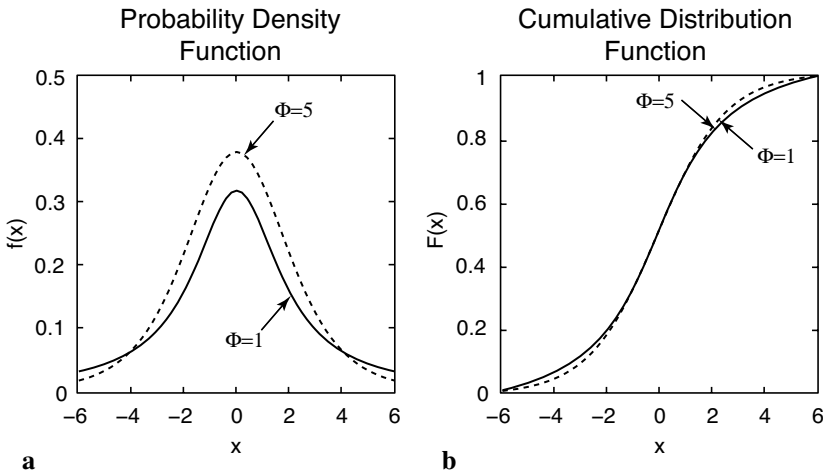 Probability Density
Function
0.5
0.4
0.3
0.2
0.1
0
f(x)
Φ=5
Φ=1
−6 −4 −2 0 2 4 6
x
a
Cumulative Distribution
Function
1
0.8
0.6
0.4
0.2
0
F(x)
Φ=5
Φ=1
−6 −4 −2 0 2 4 6
x
b